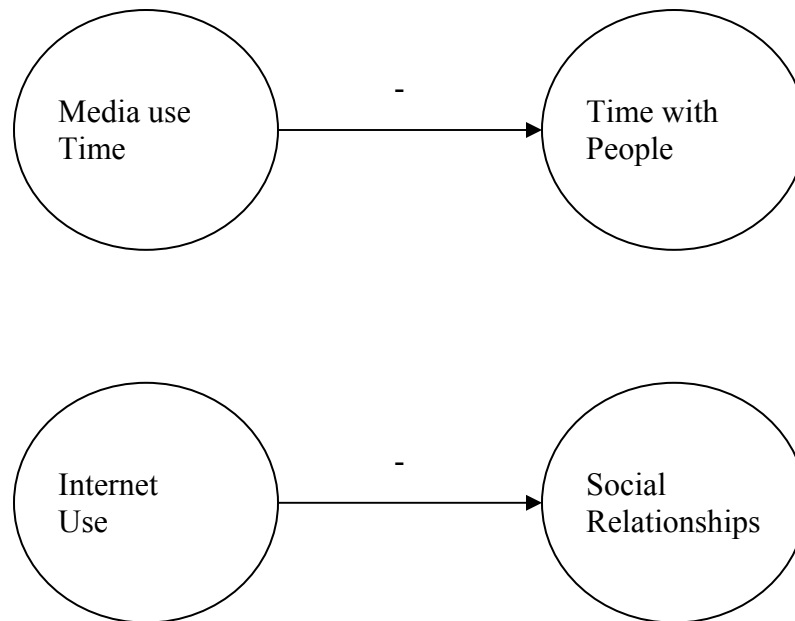 -
Media use
Time
Time with
People
-
Internet
Use
Social
Relationships